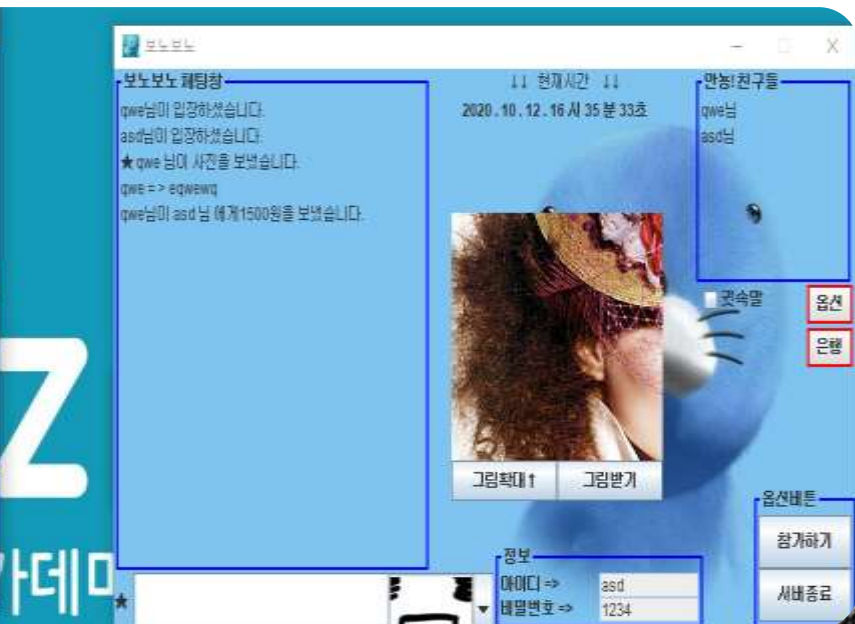 보노보노
보노보노 채팅창
qwe님이 입장하셨습니다.
asd님이 입장하셨습니다.
★ qwe 님이 사진을 보냈습니다.
qwe => eqwewq
qwe님이 asd 님 에게1500원을 보냈습니다.
↓↓ 현재시간 ↓↓
2020.10.12.16 시 35 분 33초
안농! 친구들
qwe님
asd님
귓속말
옵션
은행
그림확대↑
그림받기
옵션버튼
참가하기
서버종료
정보
아이디 =>
asd
비밀번호 =>
1234
★
Z
카데미